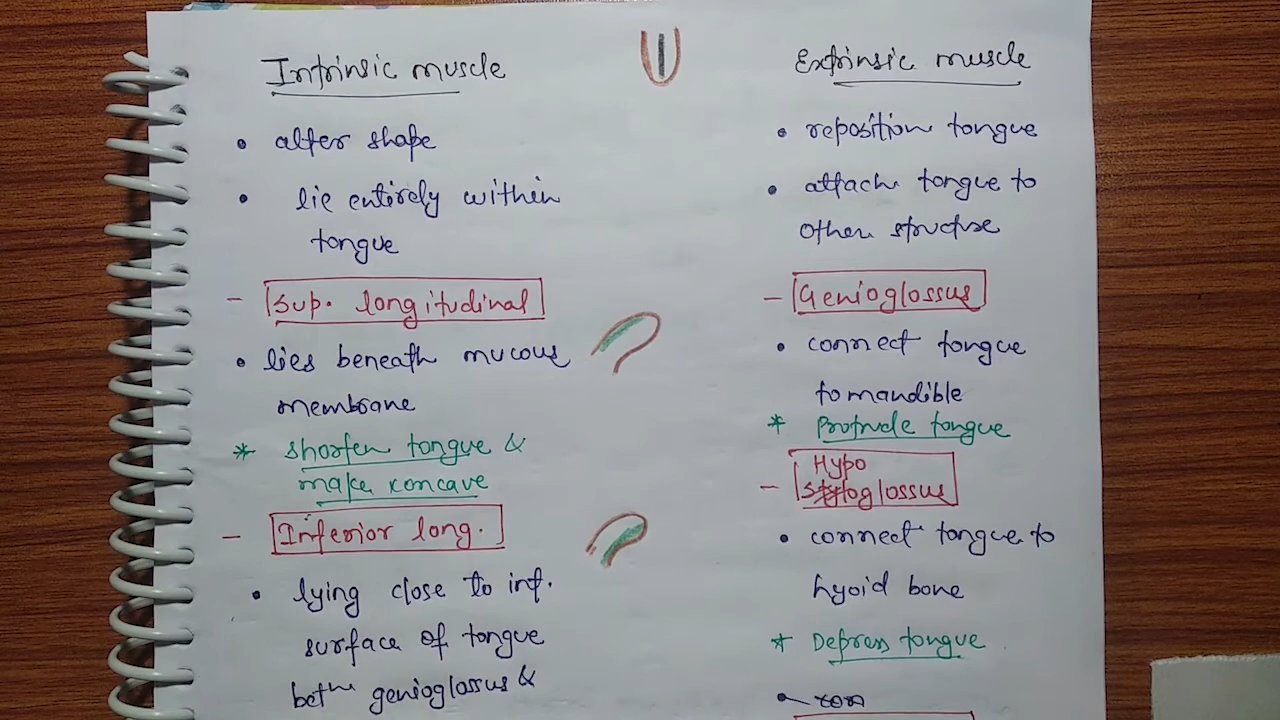 Intrinsic muscle
• alter shape
• lie entirely within
tongue
- Sup. longitudinal
• lies beneath mucous
membrane
* shorten tongue &
make concave
- Inferior long.
• lying close to inf.
surface of tongue
betn genioglossus &
Extrinsic muscle
• reposition tongue
• attach tongue to
other structure
- Genioglossus
• connect tongue
to mandible
* Protrude tongue
Hypo
- glossus
• connect tongue to
hyoid bone
* Depress tongue